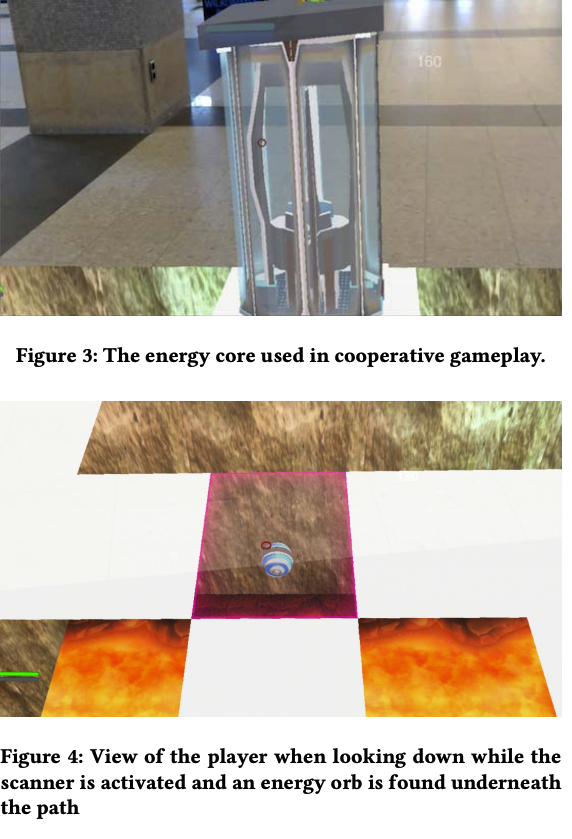 160
Figure 3: The energy core used in cooperative gameplay.
Figure 4: View of the player when looking down while the
scanner is activated and an energy orb is found underneath
the path